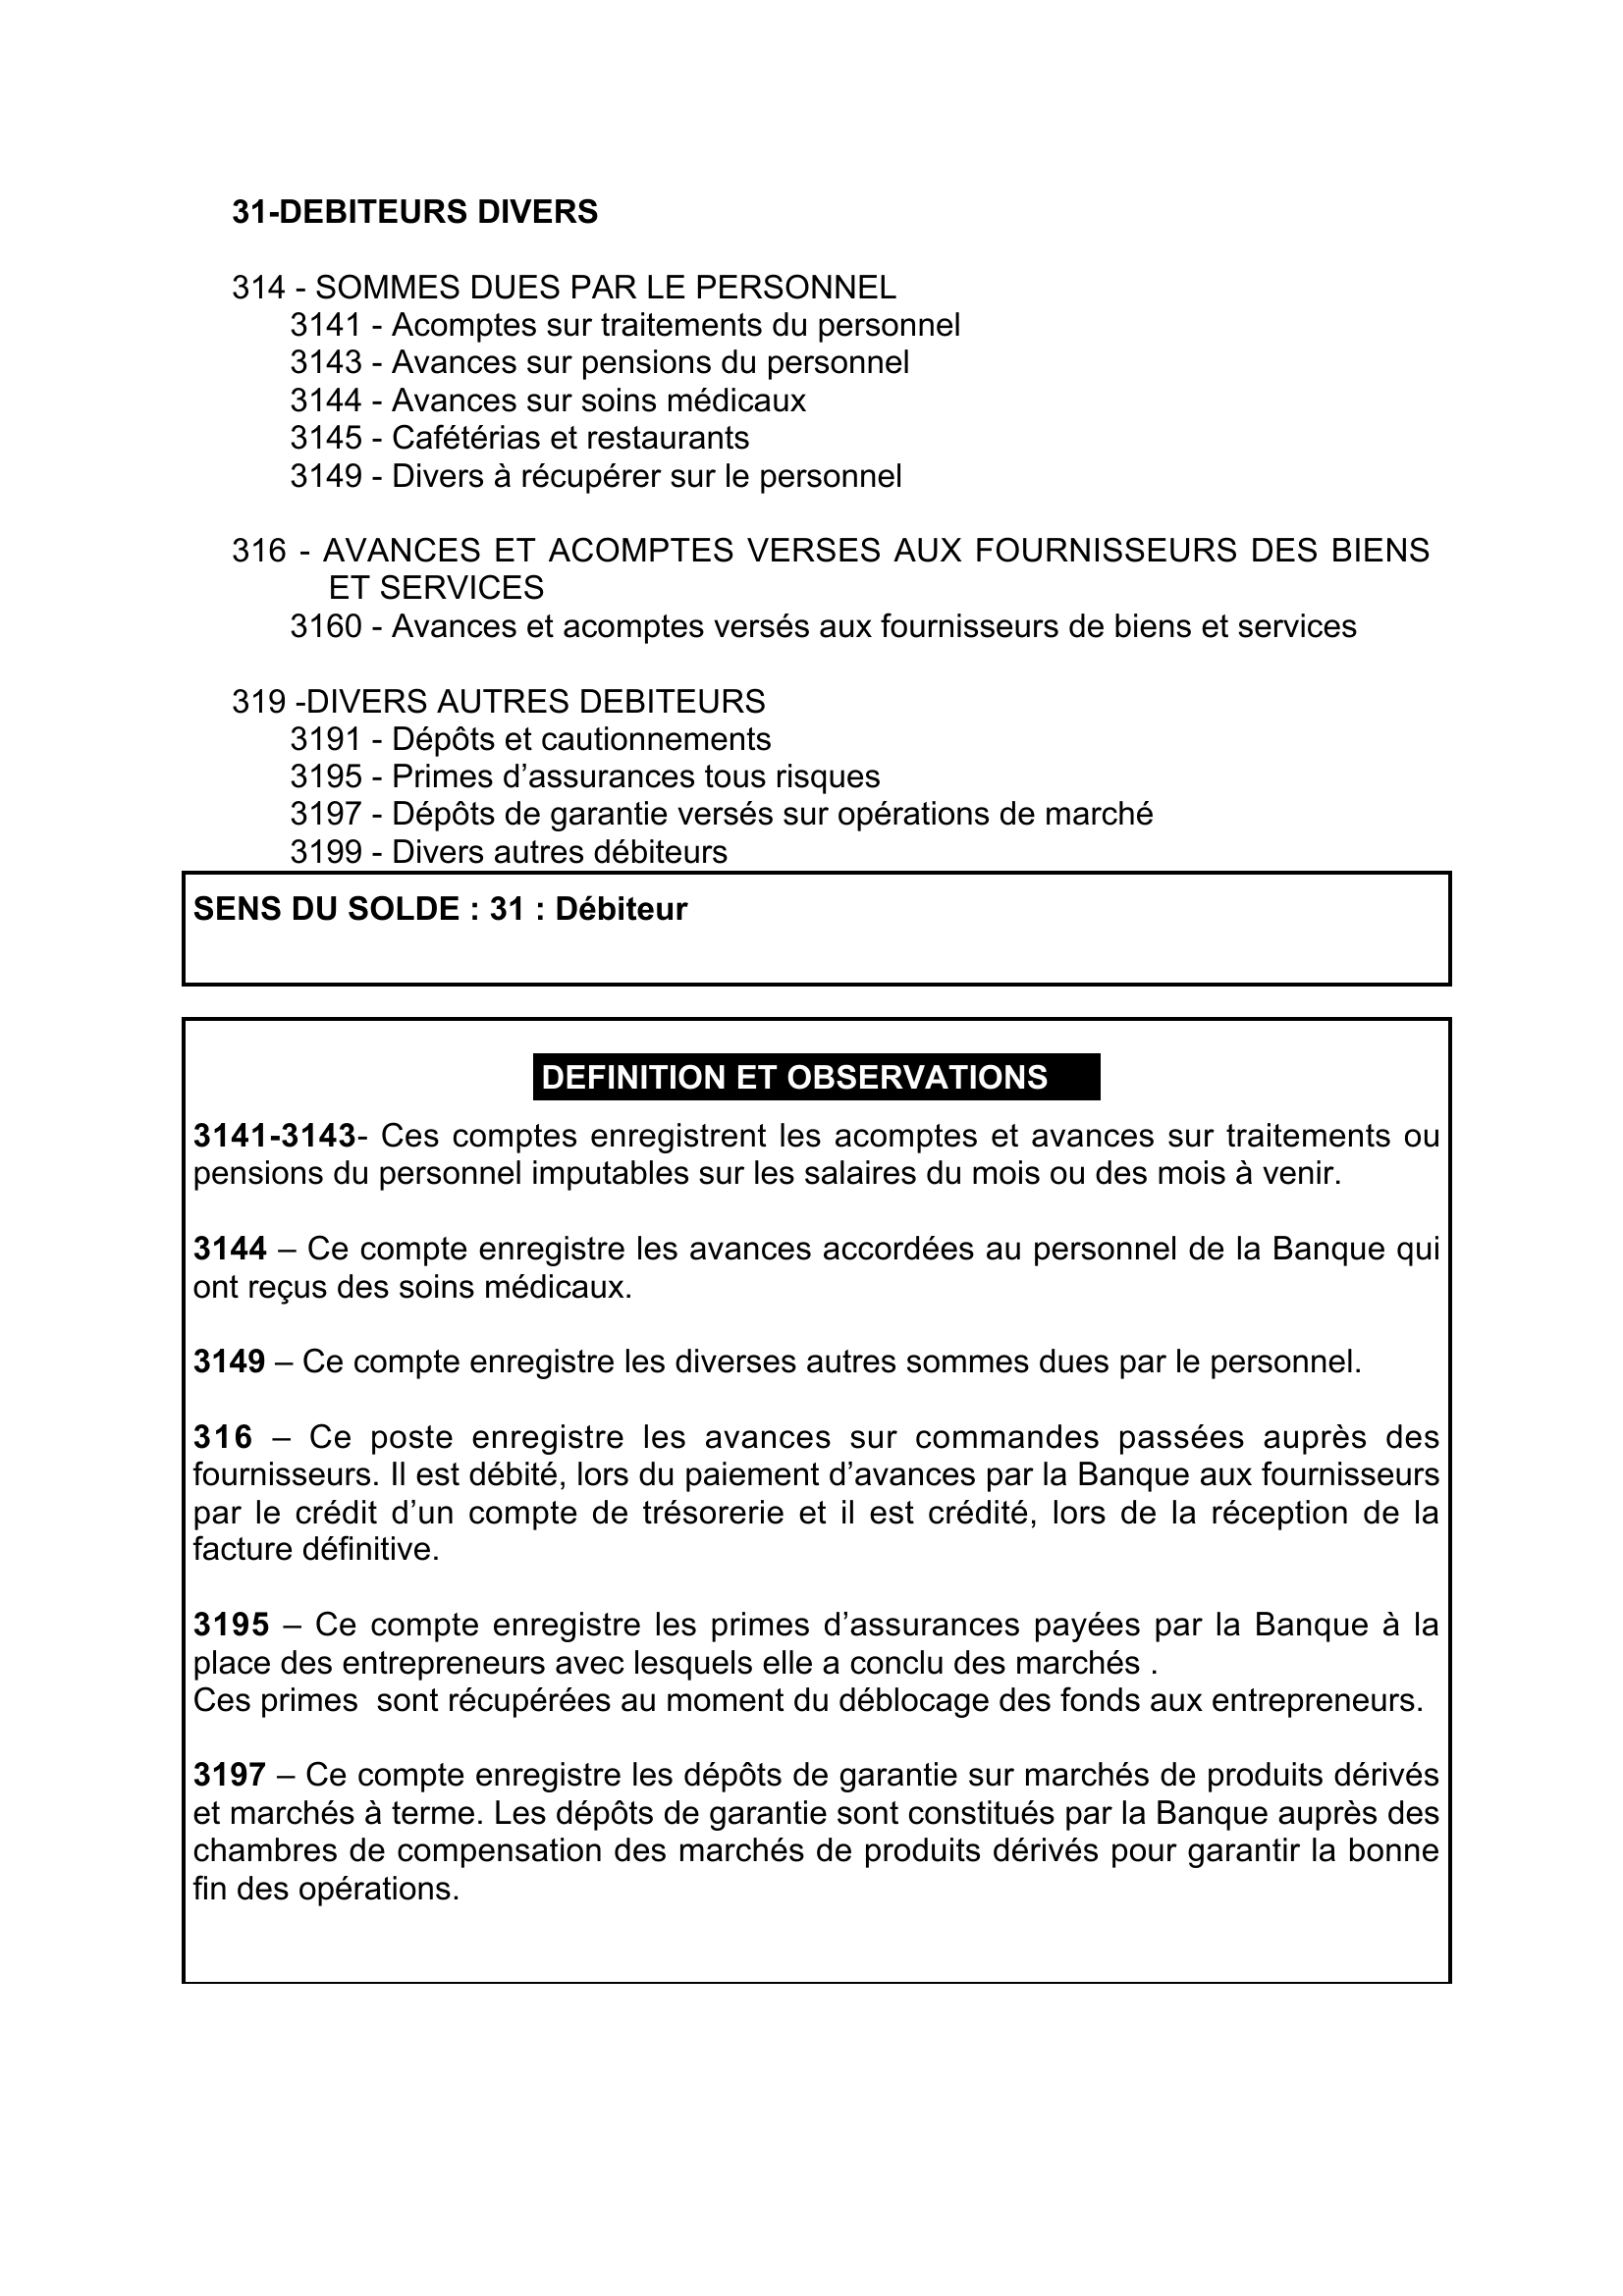 31-DEBITEURS DIVERS
314 - SOMMES DUES PAR LE PERSONNEL
3141 - Acomptes sur traitements du personnel
3143 - Avances sur pensions du personnel
3144 - Avances sur soins médicaux
3145 - Cafétérias et restaurants
3149 - Divers à récupérer sur le personnel
316 - AVANCES ET ACOMPTES VERSES AUX FOURNISSEURS DES BIENS
ET SERVICES
3160 - Avances et acomptes versés aux fournisseurs de biens et services
319 -DIVERS AUTRES DEBITEURS
3191 - Dépôts et cautionnements
3195 - Primes d’assurances tous risques
3197 - Dépôts de garantie versés sur opérations de marché
3199 - Divers autres débiteurs
SENS DU SOLDE : 31 : Débiteur
DEFINITION ET OBSERVATIONS
3141-3143- Ces comptes enregistrent les acomptes et avances sur traitements ou
pensions du personnel imputables sur les salaires du mois ou des mois à venir.
3144 – Ce compte enregistre les avances accordées au personnel de la Banque qui
ont reçus des soins médicaux.
3149 – Ce compte enregistre les diverses autres sommes dues par le personnel.
316 – Ce poste enregistre les avances sur commandes passées auprès des
fournisseurs. Il est débité, lors du paiement d’avances par la Banque aux fournisseurs
par le crédit d’un compte de trésorerie et il est crédité, lors de la réception de la
facture définitive.
3195 – Ce compte enregistre les primes d’assurances payées par la Banque à la
place des entrepreneurs avec lesquels elle a conclu des marchés .
Ces primes  sont récupérées au moment du déblocage des fonds aux entrepreneurs.
3197 – Ce compte enregistre les dépôts de garantie sur marchés de produits dérivés
et marchés à terme. Les dépôts de garantie sont constitués par la Banque auprès des
chambres de compensation des marchés de produits dérivés pour garantir la bonne
fin des opérations.